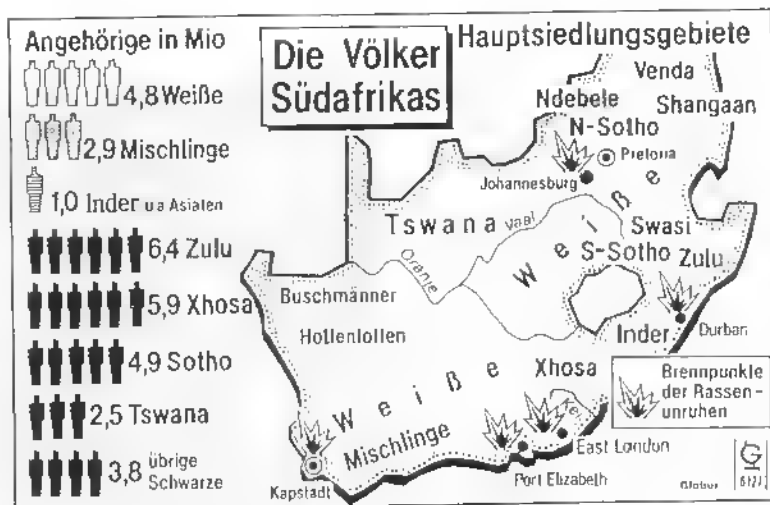 Angehörige in Mio
4,8 Weiße
2,9 Mischlinge
1,0 Inder u a Asiaten
6,4 Zulu
5,9 Xhosa
4,9 Sotho
2,5 Tswana
3,8 übrige
Schwarze
Die Völker
Südafrikas
Hauptsiedlungsgebiete
Venda
Ndebele
Shangaan
N-Sotho
Pretoria
Johannesburg
Weiße
Tswana
Vaal
Swasi
Oranje
S-Sotho
Zulu
Buschmänner
Hottentotten
Inder
Durban
Xhosa
Weiße
Mischlinge
East London
Port Elizabeth
Kapstadt
Brennpunkte
der Rassen-
unruhen
Globus